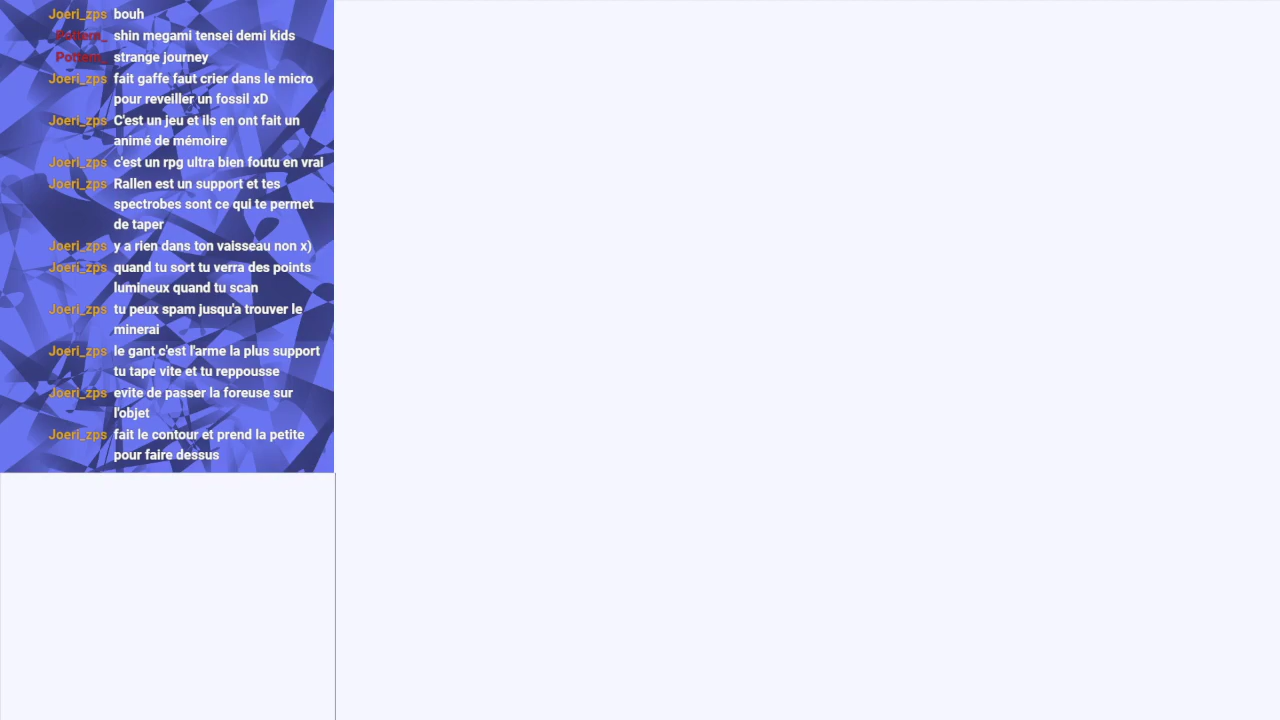 Joeri_zps bouh
shin megami tensei demi kids
strange journey
Joeri_zps fait gaffe faut crier dans le micro
pour reveiller un fossil xD
Joeri_zps C'est un jeu et ils en ont fait un
animé de mémoire
Joeri_zps c'est un rpg ultra bien foutu en vrai
Joeri_zps Rallen est un support et tes
spectrobes sont ce qui te permet
de taper
Joeri_zps y a rien dans ton vaisseau non x)
Joeri_zps quand tu sort tu verra des points
lumineux quand tu scan
Joeri_zps tu peux spam jusqu'a trouver le
minerai
Joeri_zps le gant c'est l'arme la plus support
tu tape vite et tu reppousse
Joeri_zps evite de passer la foreuse sur
l'objet
Joeri_zps fait le contour et prend la petite
pour faire dessus